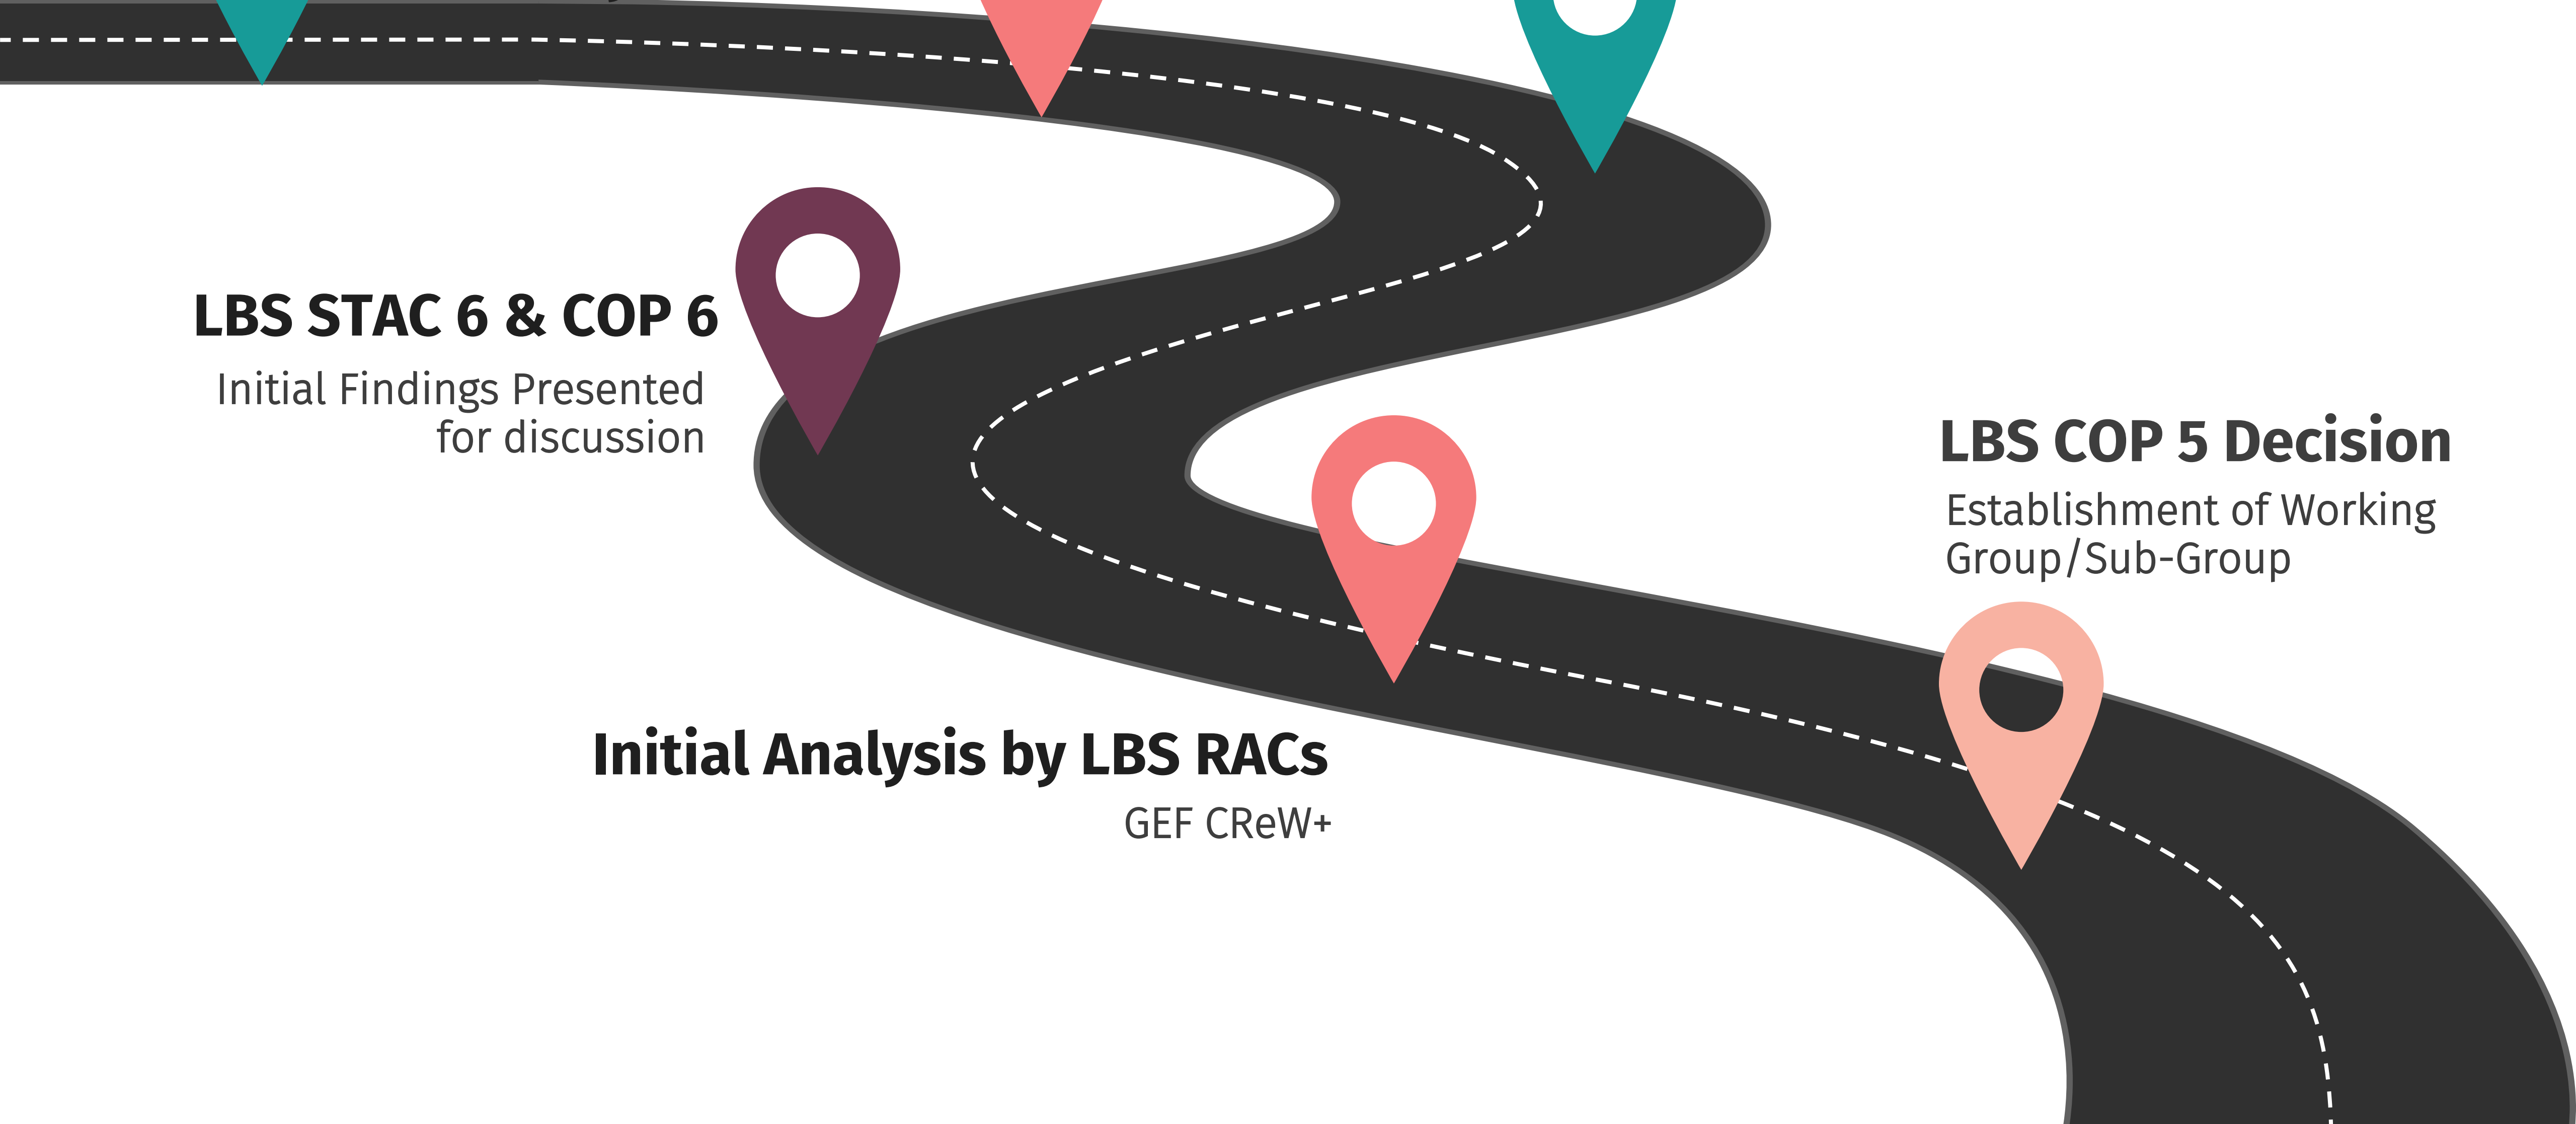 LBS STAC 6 & COP 6
Initial Findings Presented
for discussion
LBS COP 5 Decision
Establishment of Working
Group/Sub-Group
Initial Analysis by LBS RACs
GEF CReW+